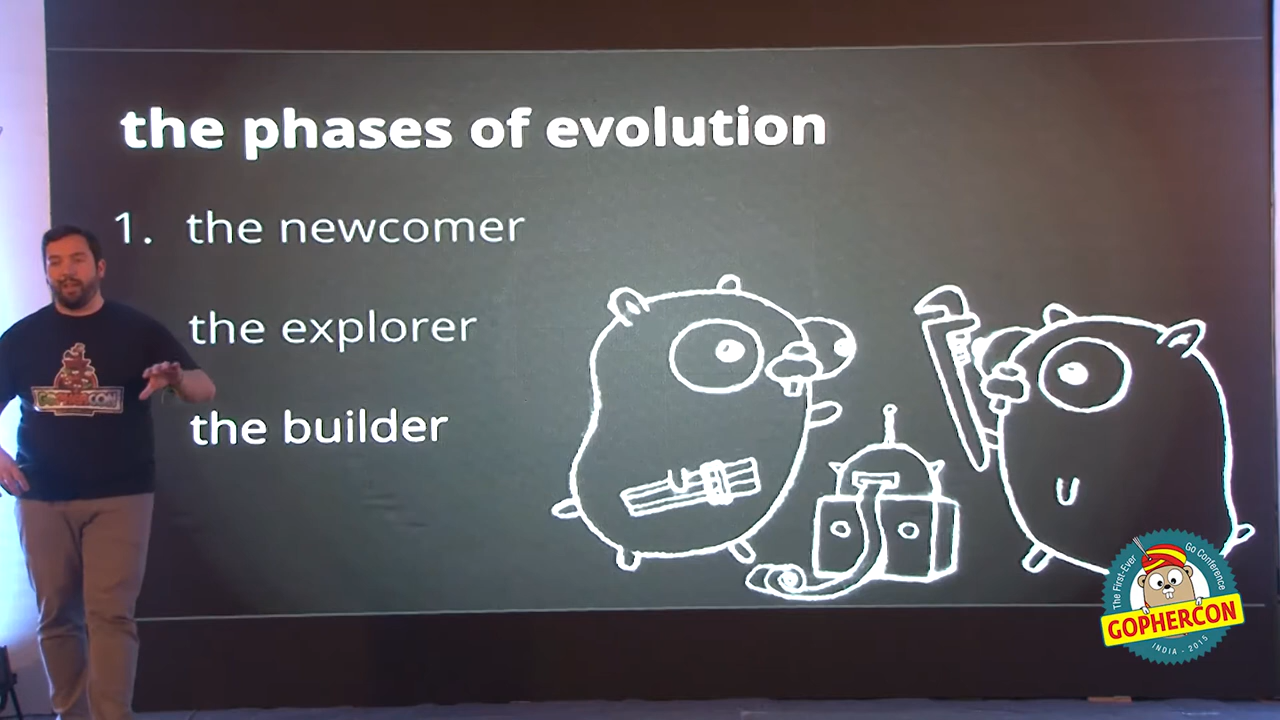 the phases of evolution
1. the newcomer
the explorer
the builder
GOPHERCON
The First-Ever
Go Conference
GOPHERCON
INDIA - 2015